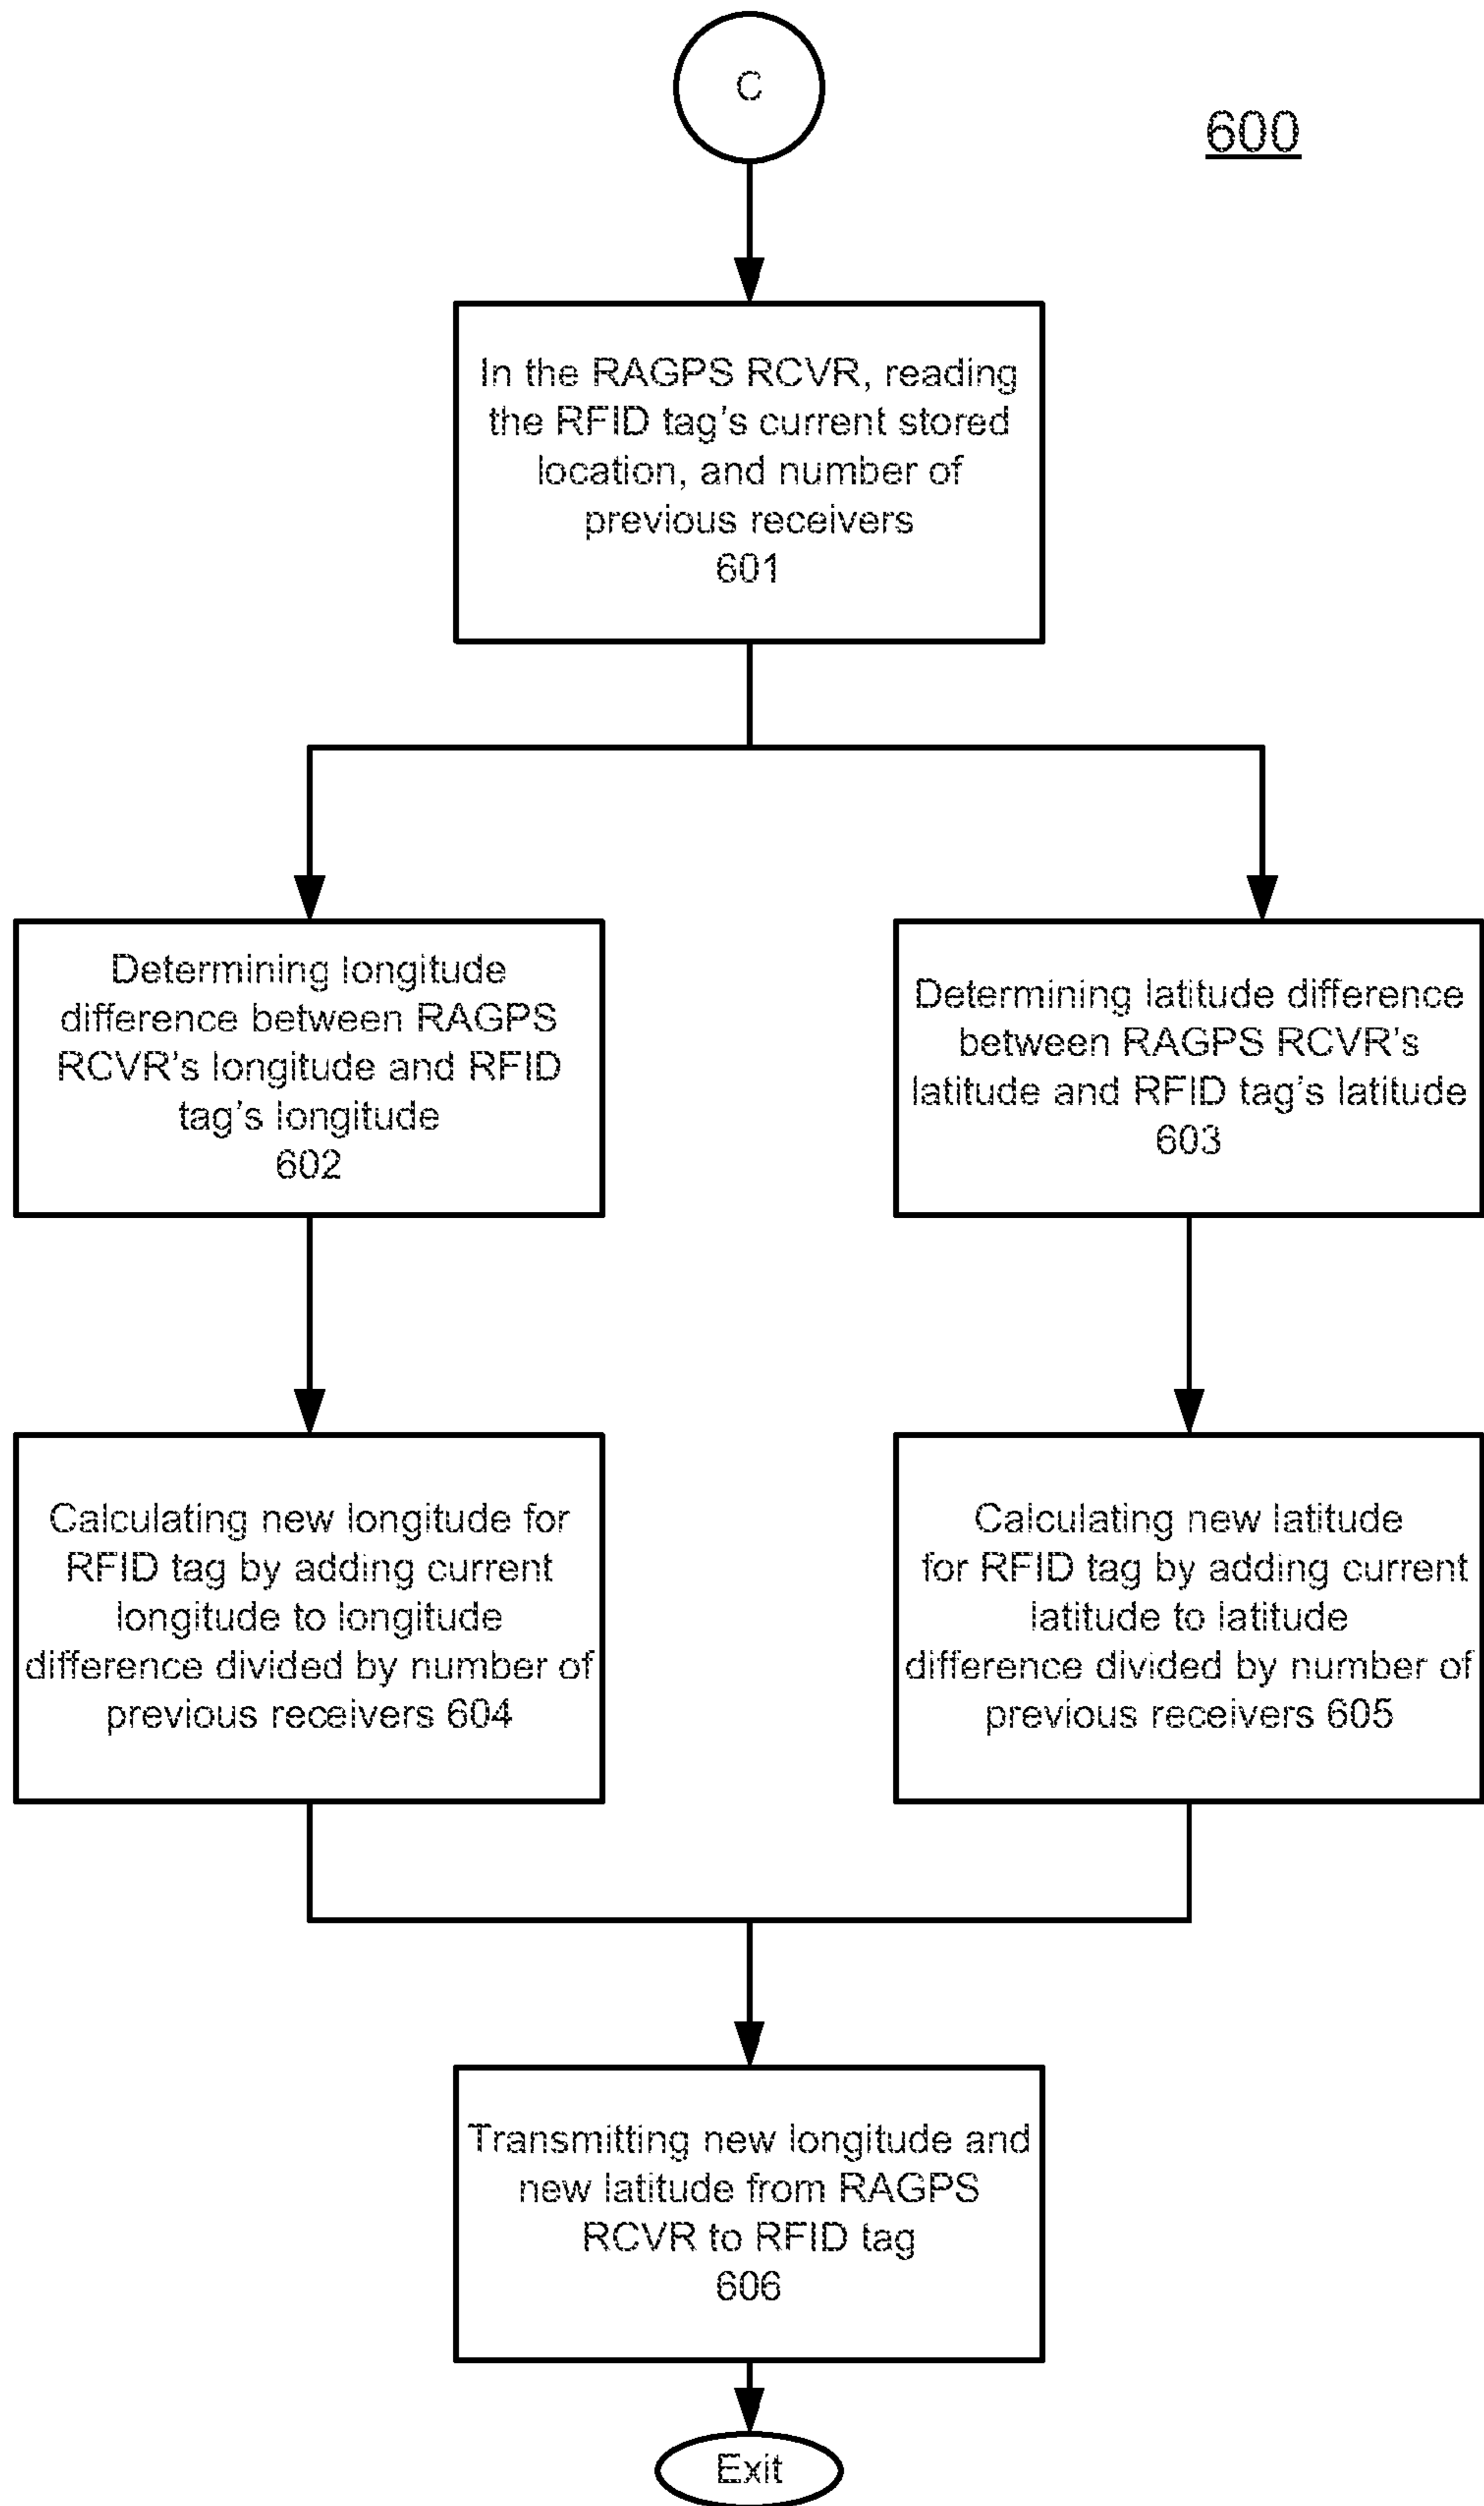 C
600
In the RAGPS RCVR, reading
the RFID tag's current stored
location, and number of
previous receivers
601
Determining longitude
difference between RAGPS
RCVR's longitude and RFID
tag's longitude
602
Determining latitude difference
between RAGPS RCVR's
latitude and RFID tag's latitude
603
Calculating new longitude for
RFID tag by adding current
longitude to longitude
difference divided by number of
previous receivers 604
Calculating new latitude
for RFID tag by adding current
latitude to latitude
difference divided by number of
previous receivers 605
Transmitting new longitude and
new latitude from RAGPS
RCVR to RFID tag
606
Exit